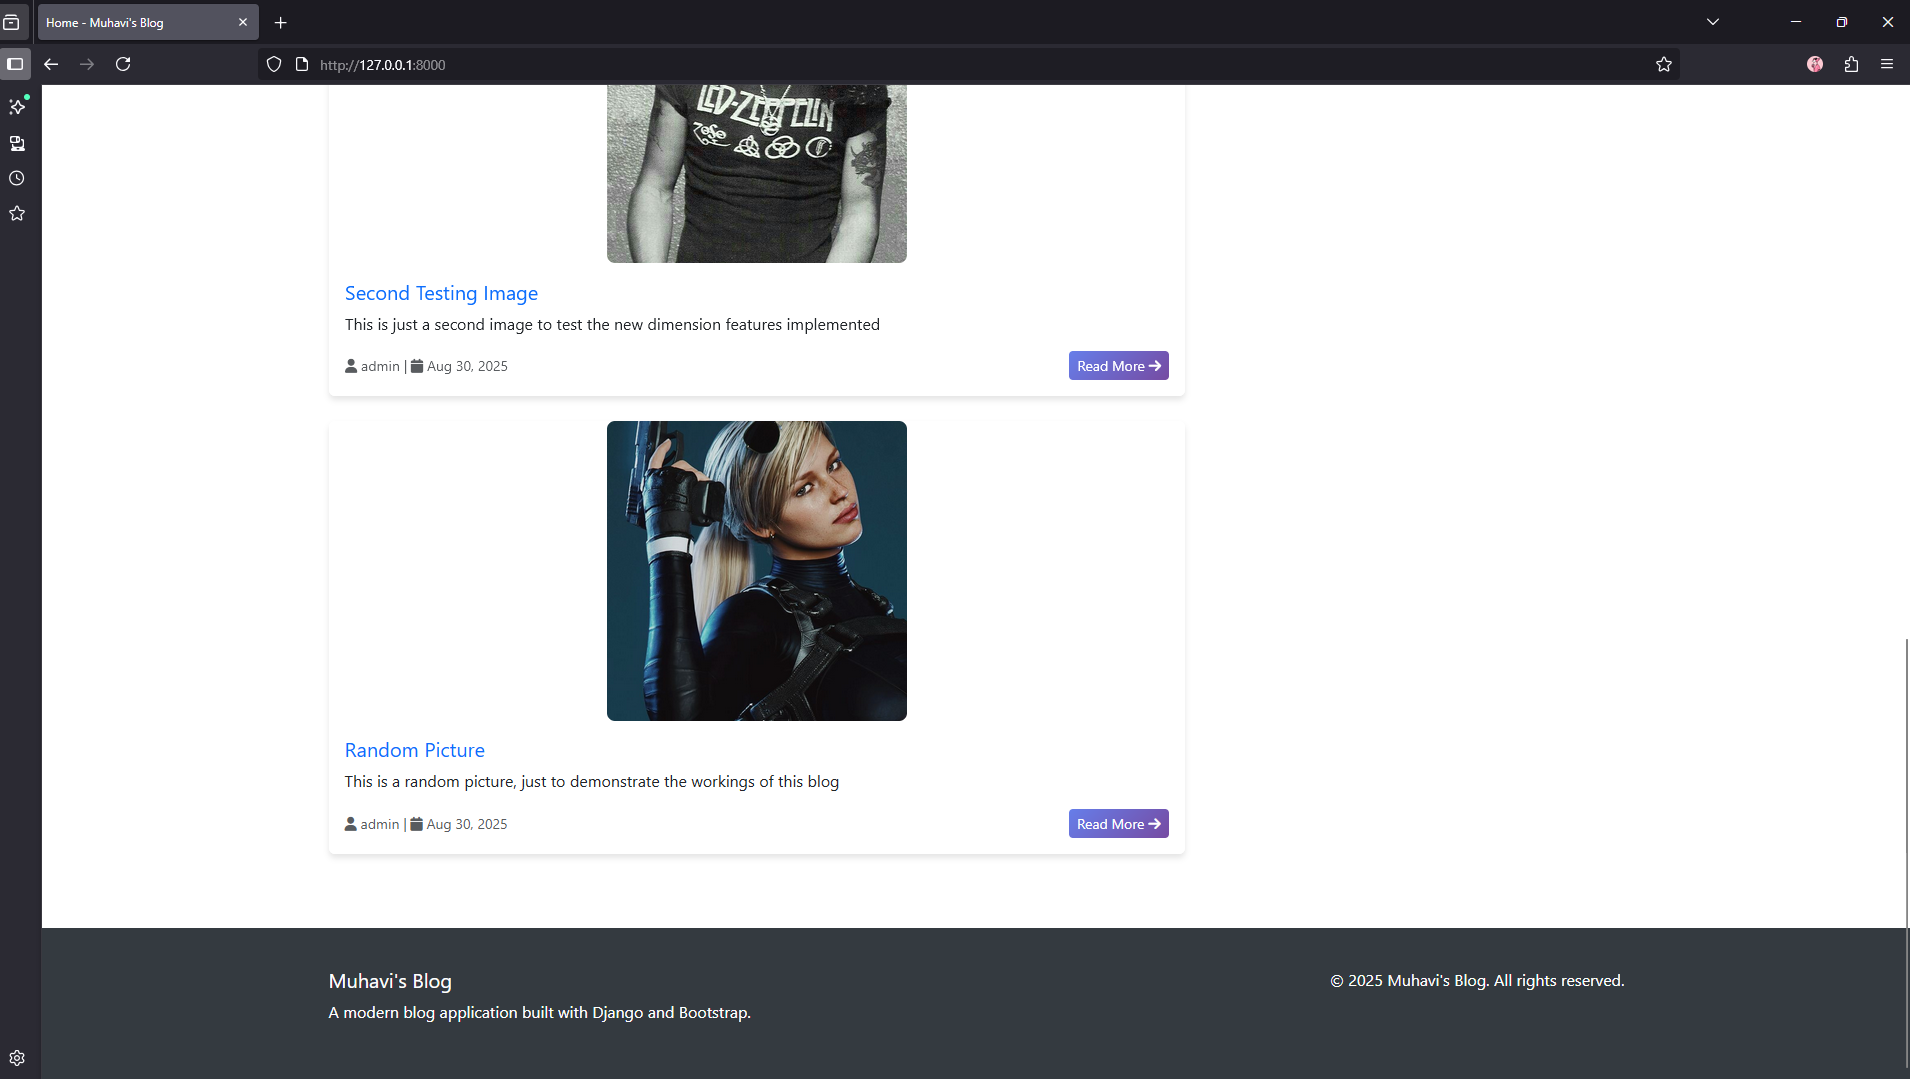 Home - Muhavi's Blog
http://127.0.0.1:8000
LED-ZEPPELIN
Second Testing Image
This is just a second image to test the new dimension features implemented
admin | Aug 30, 2025
Read More
Random Picture
This is a random picture, just to demonstrate the workings of this blog
admin | Aug 30, 2025
Read More
Muhavi's Blog
© 2025 Muhavi's Blog. All rights reserved.
A modern blog application built with Django and Bootstrap.